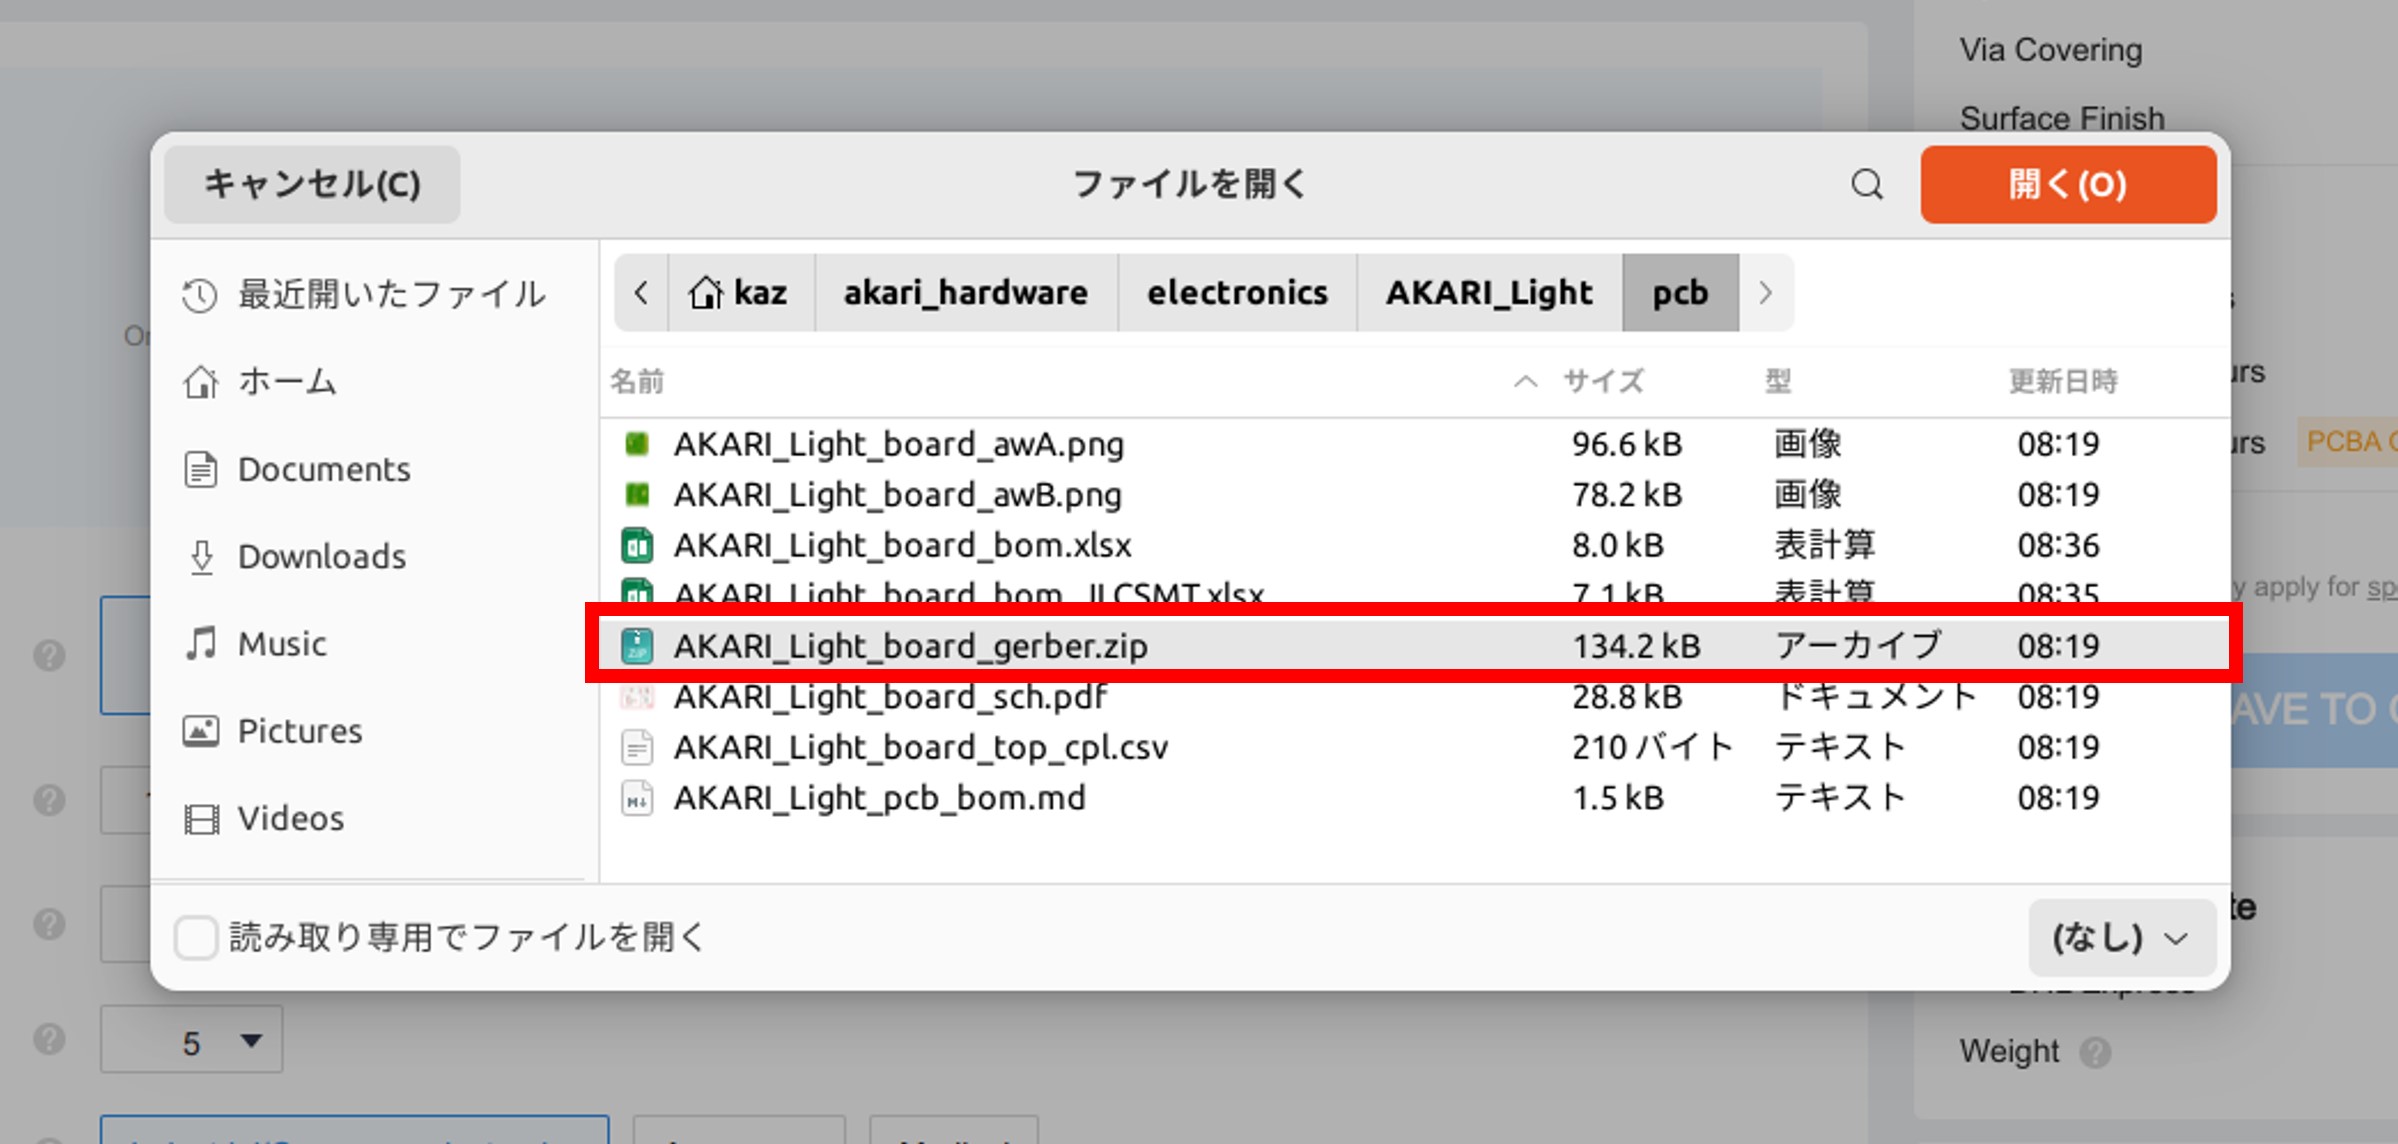 Via Covering
Surface Finish
キャンセル(C)
ファイルを開く
開く(O)
最近開いたファイル
ホーム
Documents
Downloads
Music
Pictures
Videos
kaz
akari_hardware
electronics
AKARI_Light
pcb
名前 サイズ 型 更新日時
AKARI_Light_board_awA.png 96.6 kB 画像 08:19
AKARI_Light_board_awB.png 78.2 kB 画像 08:19
AKARI_Light_board_bom.xlsx 8.0 kB 表計算 08:36
AKARI_Light_board_bom_JLCSMT.xlsx 7.1 kB 表計算 08:35
AKARI_Light_board_gerber.zip 134.2 kB アーカイブ 08:19
AKARI_Light_board_sch.pdf 28.8 kB ドキュメント 08:19
AKARI_Light_board_top_cpl.csv 210 バイト テキスト 08:19
AKARI_Light_pcb_bom.md 1.5 kB テキスト 08:19
読み取り専用でファイルを開く
(なし)
PCBA
y apply for
AVE TO
5
Weight